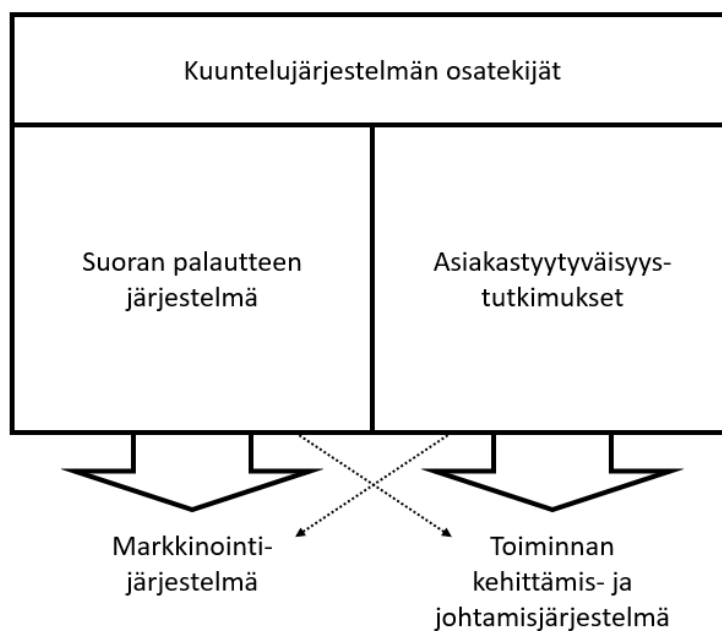 Kuuntelujärjestelmän osatekijät
Suoran palautteen
järjestelmä
Asiakastyytyväisyys-
tutkimukset
Markkinointi-
järjestelmä
Toiminnan
kehittämis- ja
johtamisjärjestelmä